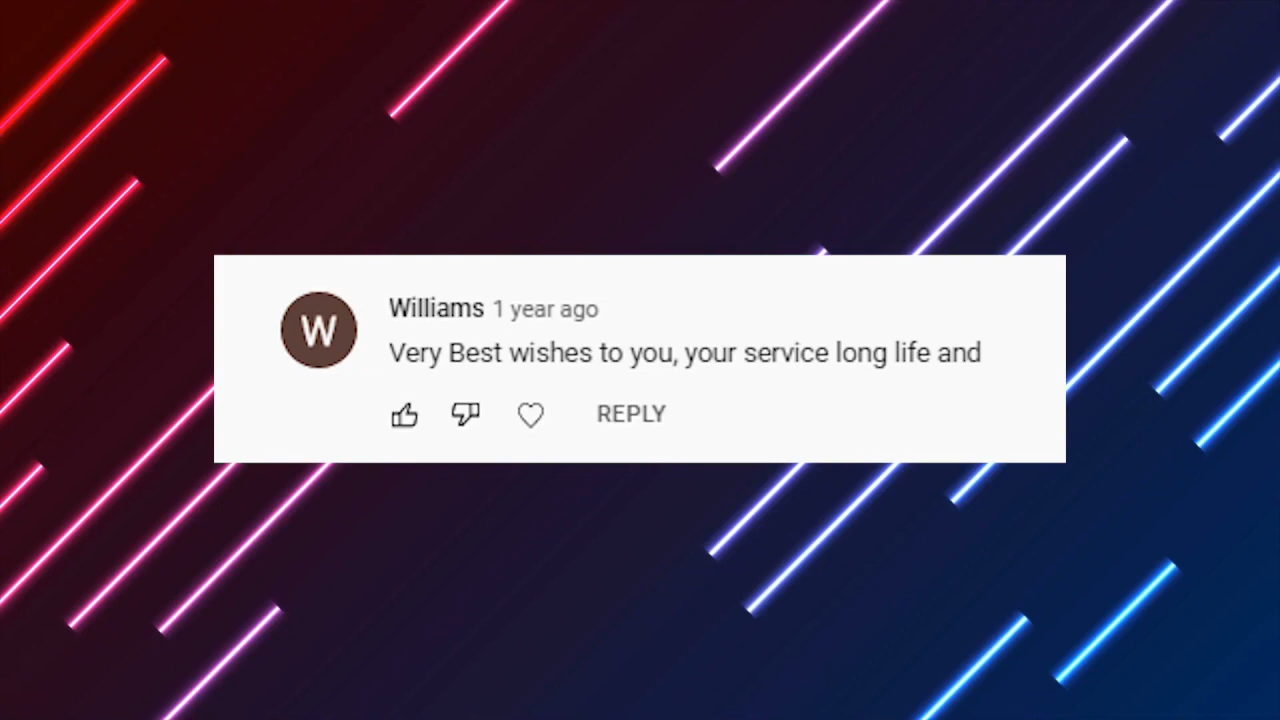 W
Williams 1 year ago
Very Best wishes to you, your service long life and
REPLY